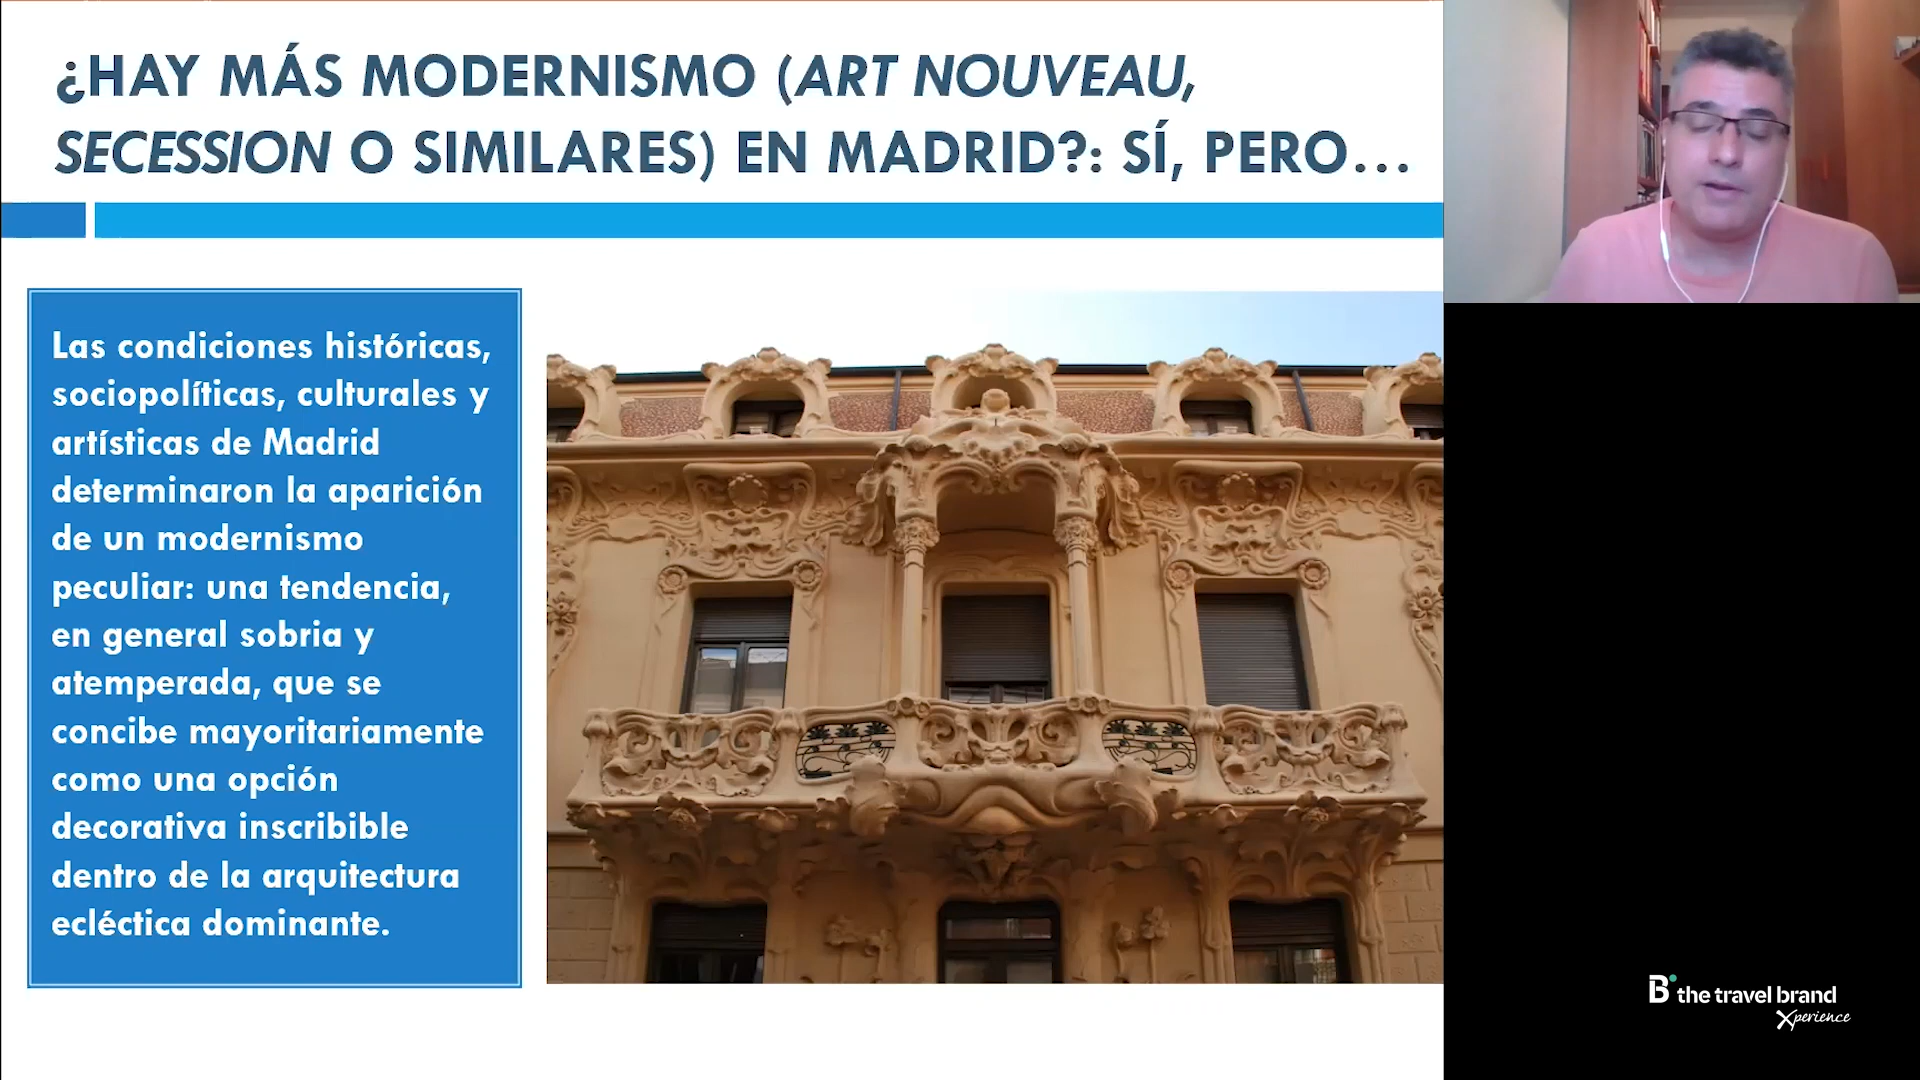 ¿HAY MÁS MODERNISMO (ART NOUVEAU,
SECESSION O SIMILARES) EN MADRID?: SÍ, PERO...
Las condiciones históricas,
sociopolíticas, culturales y
artísticas de Madrid
determinaron la aparición
de un modernismo
peculiar: una tendencia,
en general sobria y
atemperada, que se
concibe mayoritariamente
como una opción
decorativa inscribible
dentro de la arquitectura
ecléctica dominante.
B the travel brand
Xperience